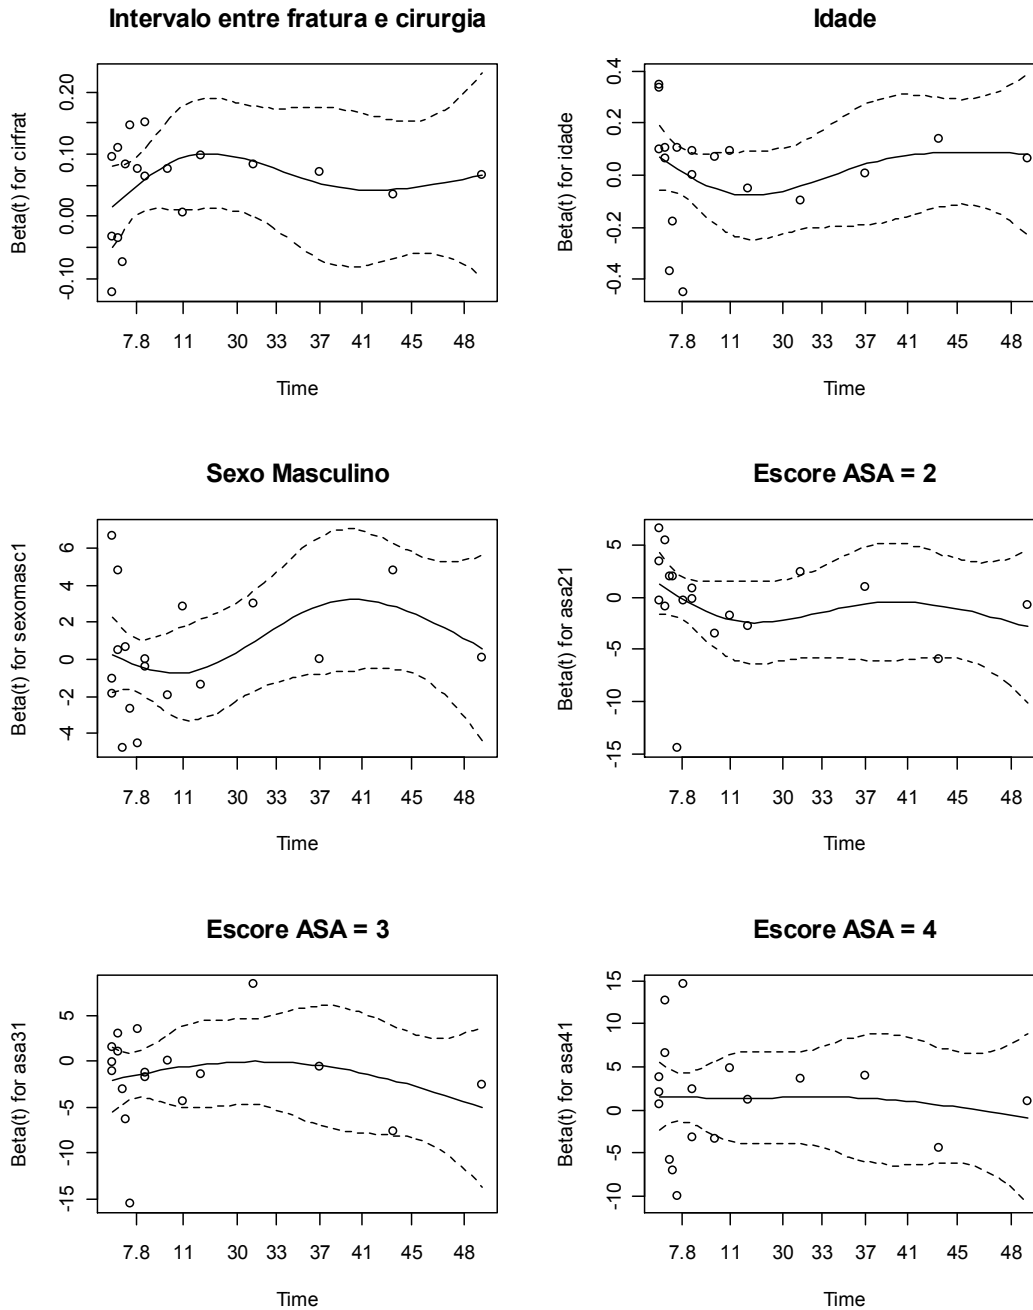 Intervalo entre fratura e cirurgia
Beta(t) for cirfrat
0.20
0.10
0.00
-0.10
7.8 11 30 33 37 41 45 48
Time
Idade
Beta(t) for idade
0.4
0.2
0.0
-0.2
-0.4
7.8 11 30 33 37 41 45 48
Time
Sexo Masculino
Beta(t) for sexomasc1
6
4
2
0
-2
-4
7.8 11 30 33 37 41 45 48
Time
Escore ASA = 2
Beta(t) for asa21
5
0
-5
-10
-15
7.8 11 30 33 37 41 45 48
Time
Escore ASA = 3
Beta(t) for asa31
5
0
-5
-10
-15
7.8 11 30 33 37 41 45 48
Time
Escore ASA = 4
Beta(t) for asa41
15
10
5
0
-5
-10
7.8 11 30 33 37 41 45 48
Time